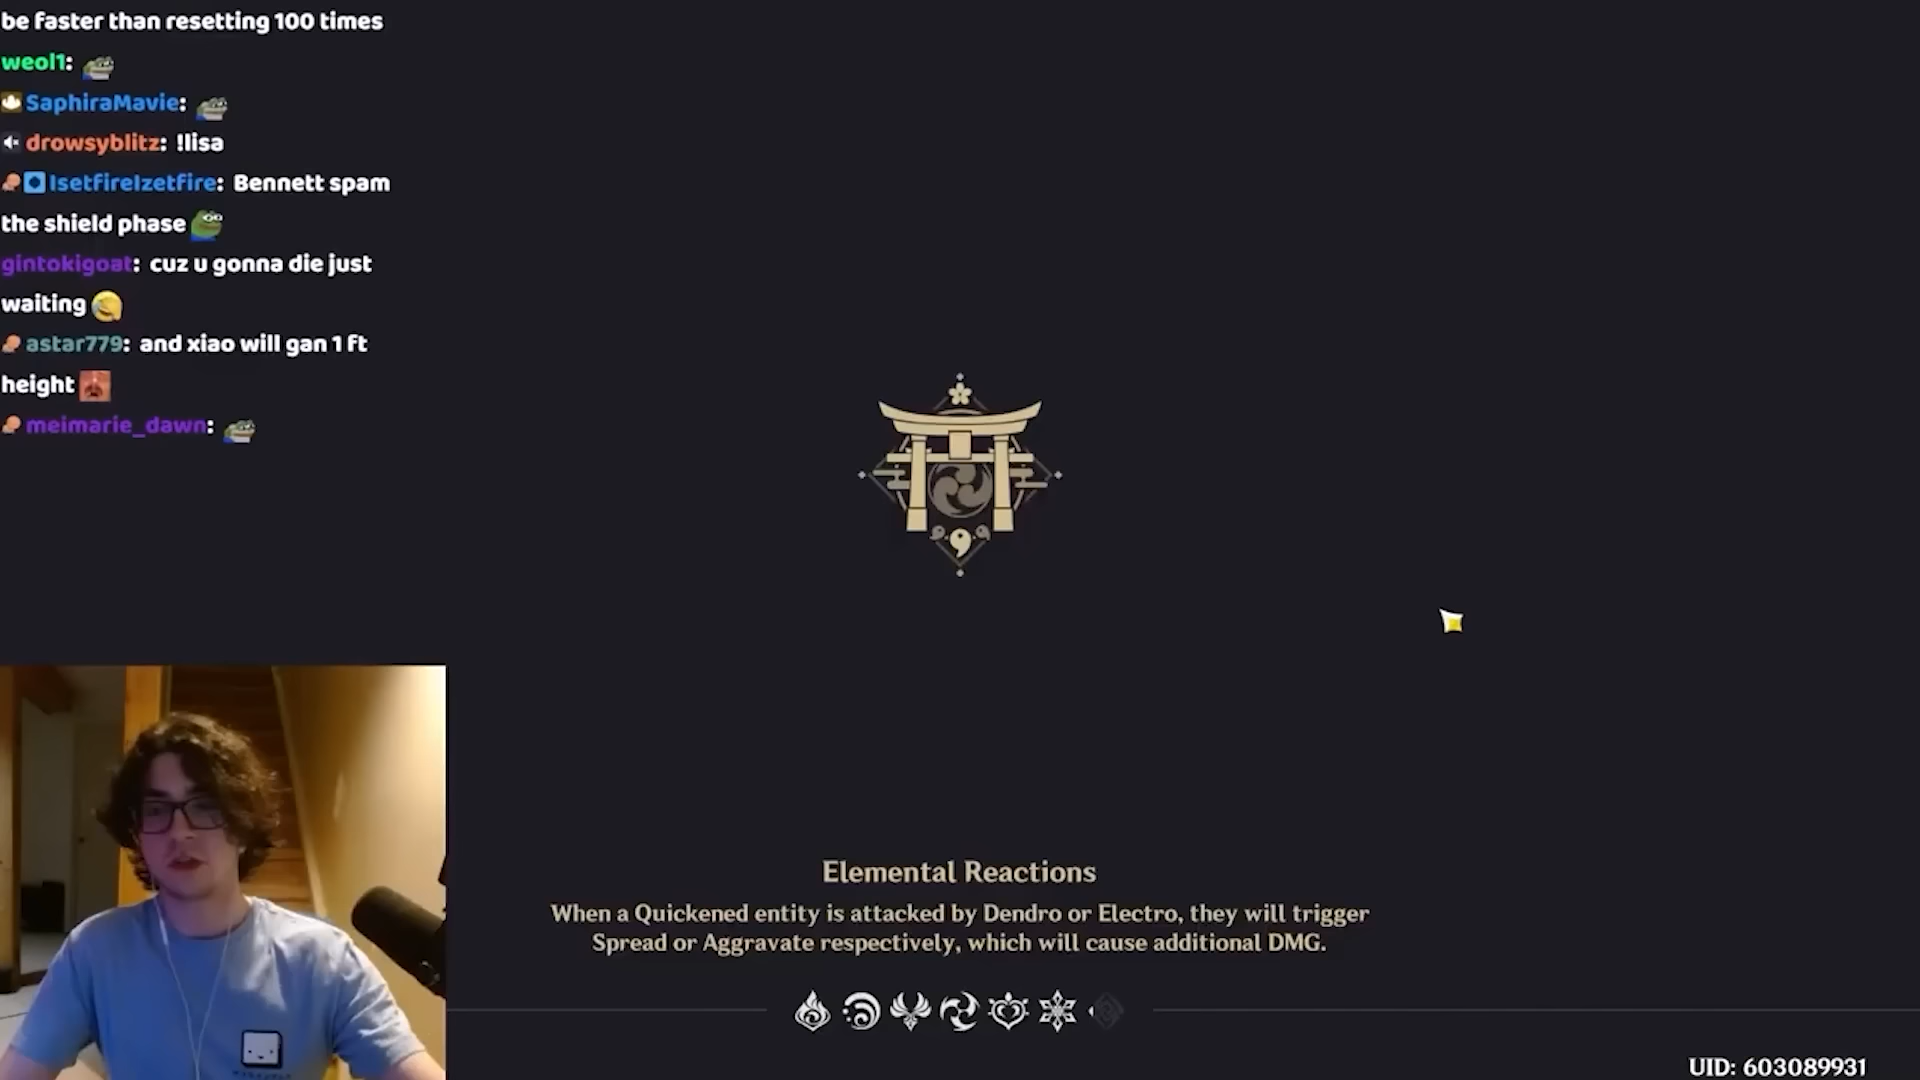 be faster than resetting 100 times
weol1:
SaphiraMavie:
drowsyblitz: !lisa
IsetfireIzetfire: Bennett spam
the shield phase
gintokigoat: cuz u gonna die just
waiting
astar779: and xiao will gan 1 ft
height
meimarie_dawn:
Elemental Reactions
When a Quickened entity is attacked by Dendro or Electro, they will trigger
Spread or Aggravate respectively, which will cause additional DMG.
UID: 603089931